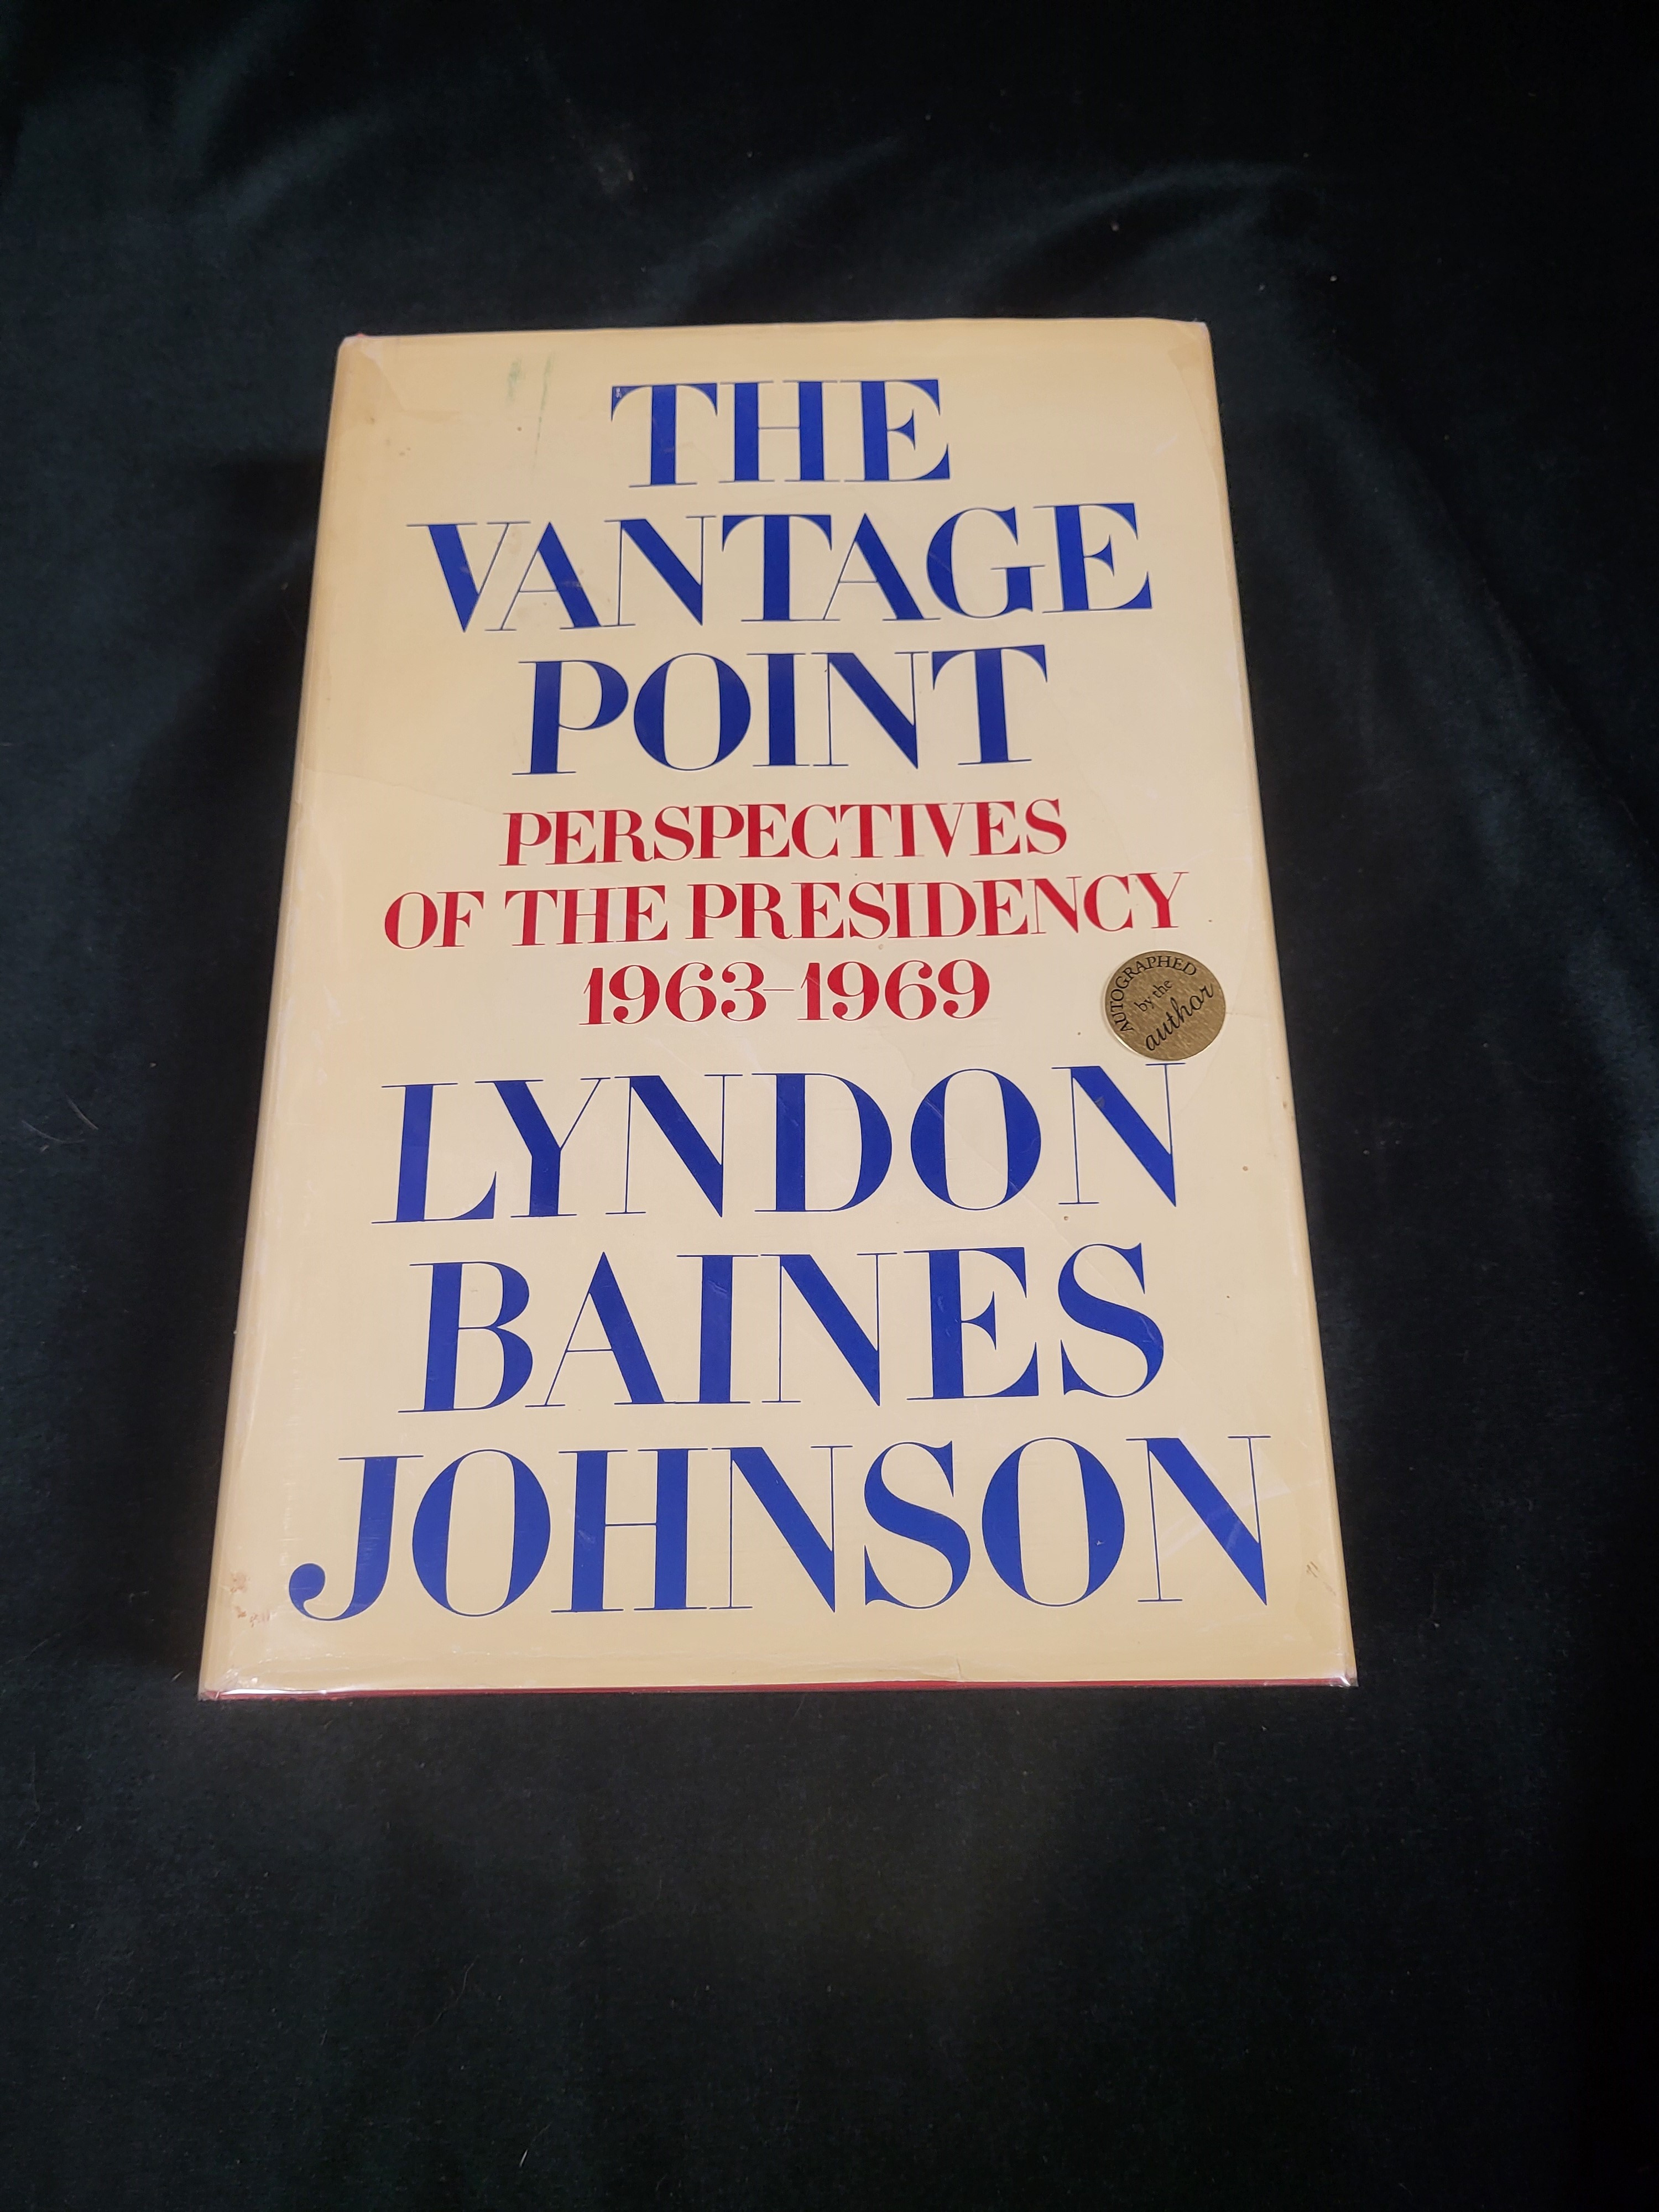 THE
VANTAGE
POINT
PERSPECTIVES
OF THE PRESIDENCY
1963–1969
AUTOGRAPHED
by the
author
LYNDON
BAINES
JOHNSON